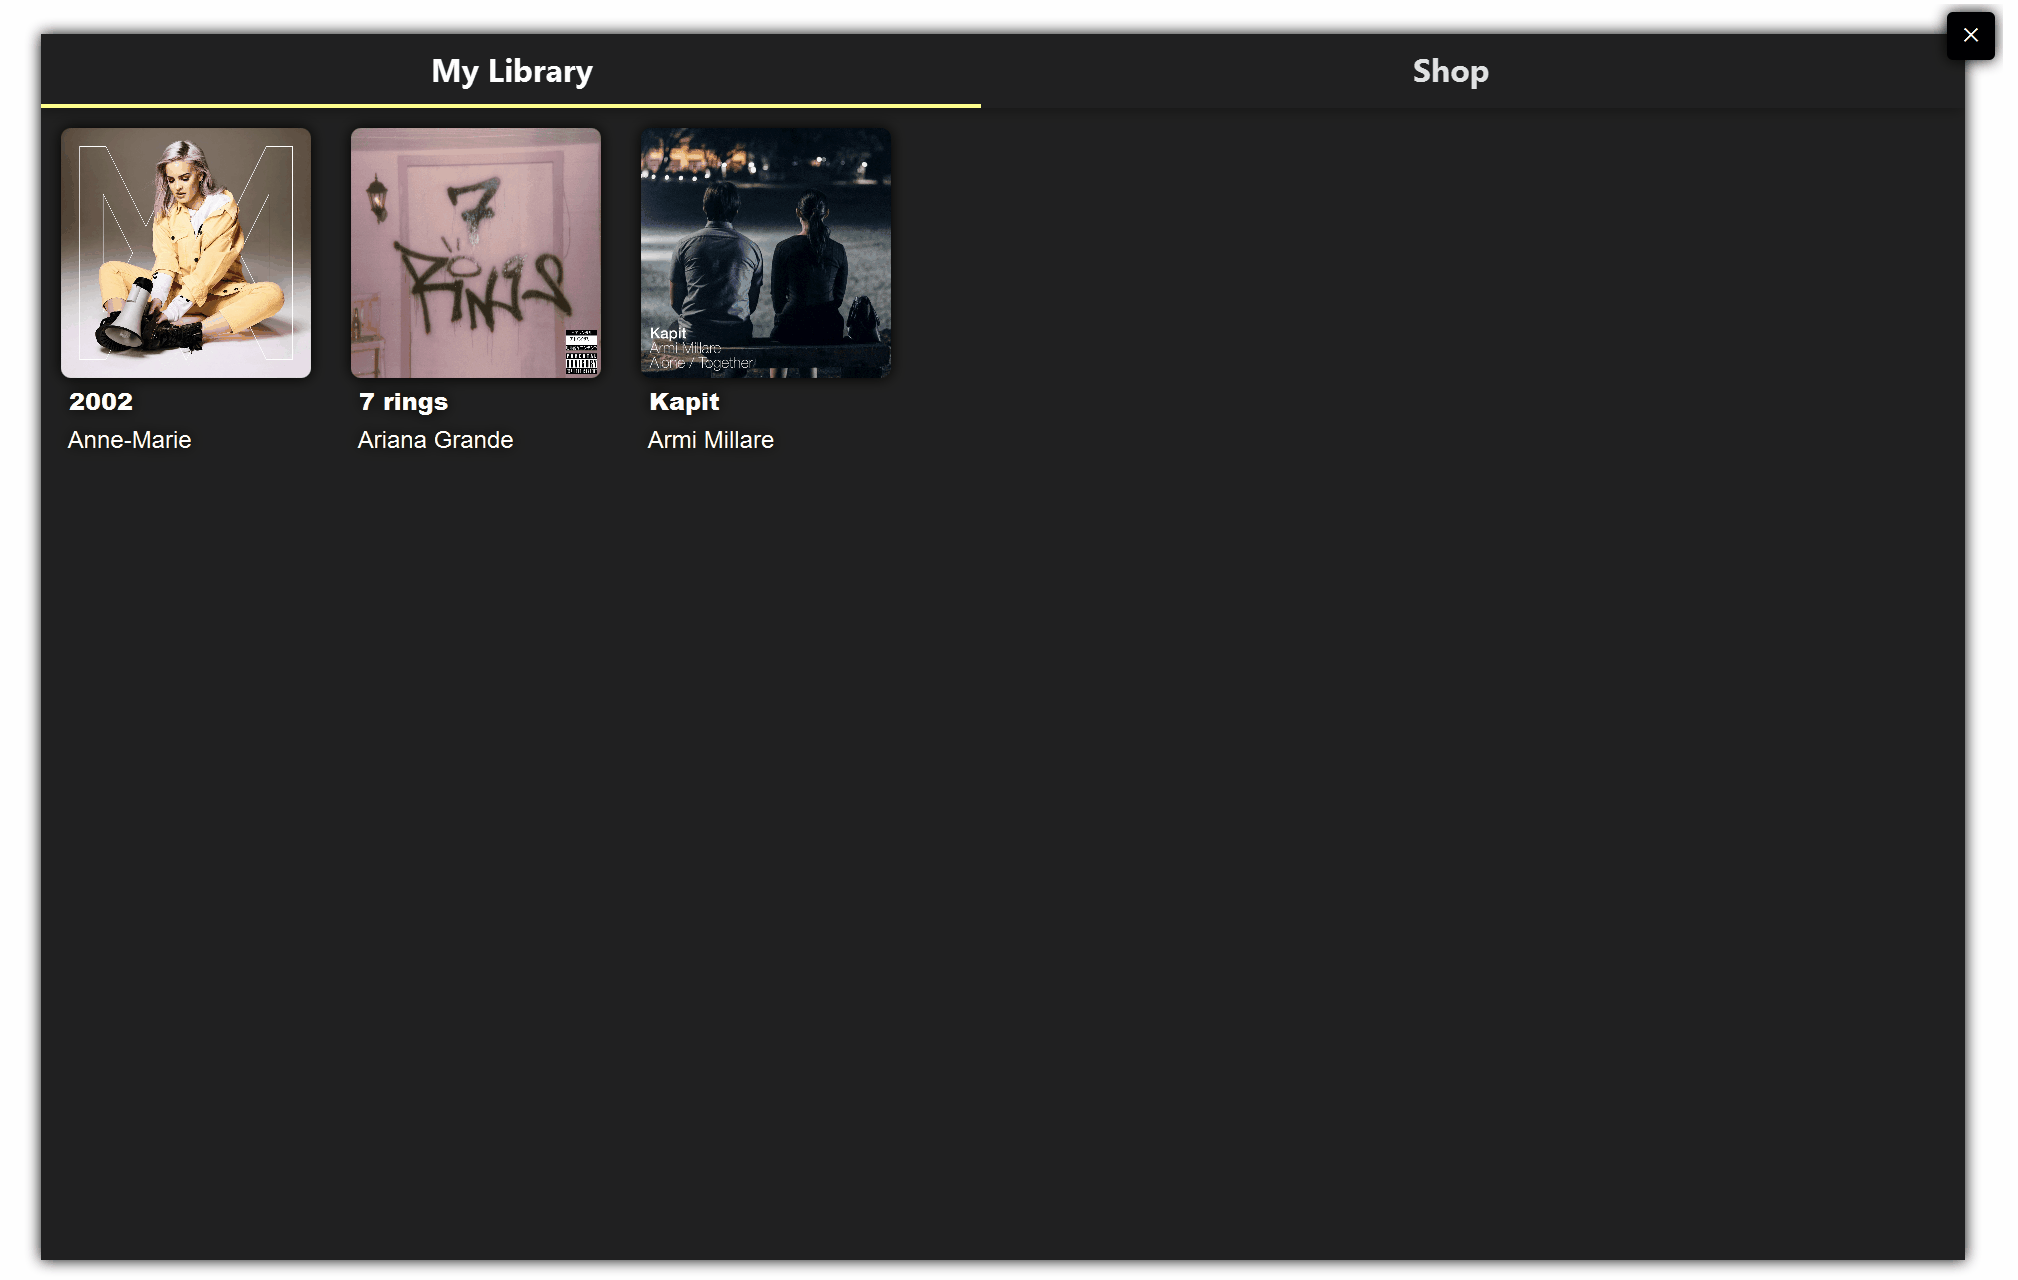 My Library
Shop
7
RINGS
Kapit
Armi Millare
Alone / Together
2002
7 rings
Kapit
Anne-Marie
Ariana Grande
Armi Millare